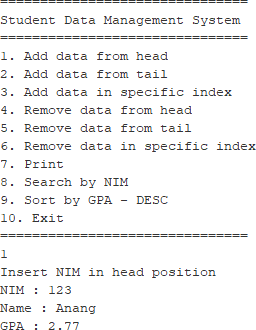 ===============================
Student Data Management System
===============================
1. Add data from head
2. Add data from tail
3. Add data in specific index
4. Remove data from head
5. Remove data from tail
6. Remove data in specific index
7. Print
8. Search by NIM
9. Sort by GPA - DESC
10. Exit
===============================
1
Insert NIM in head position
NIM : 123
Name : Anang
GPA : 2.77